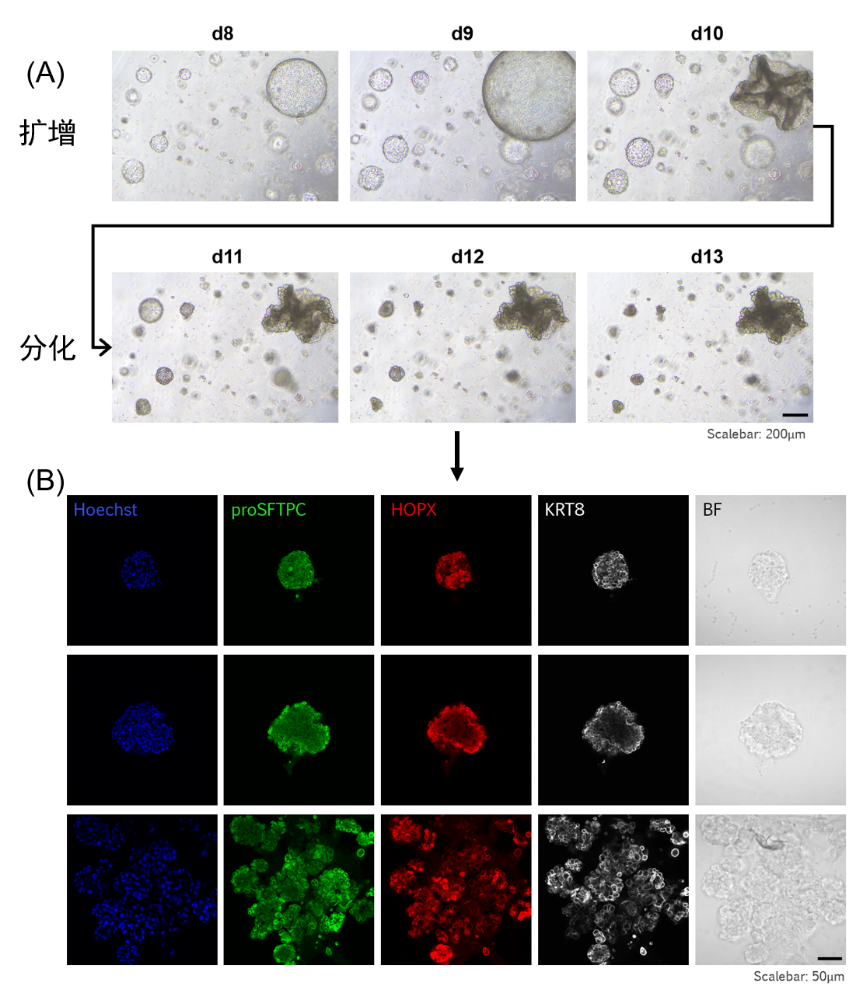 d8 d9 d10
(A)
扩增
d11 d12 d13
分化
Scalebar: 200μm
(B)
Hoechst proSFTPC HOPX KRT8 BF
Scalebar: 50μm